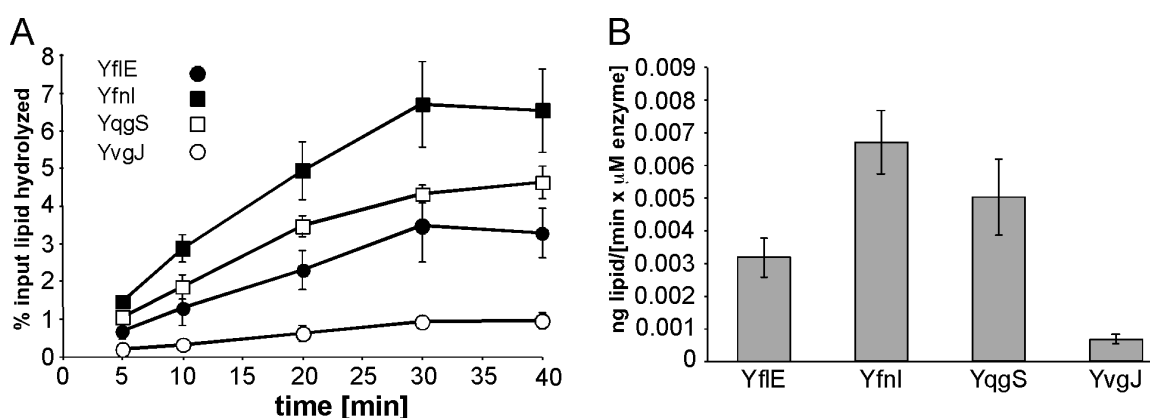 A
% input lipid hydrolyzed
8
7
6
5
4
3
2
1
0
YflE
YfnI
YqgS
YvgJ
0 5 10 15 20 25 30 35 40
time [min]
B
ng lipid/[min x µM enzyme]
0.009
0.008
0.007
0.006
0.005
0.004
0.003
0.002
0.001
0
YflE YfnI YqgS YvgJ